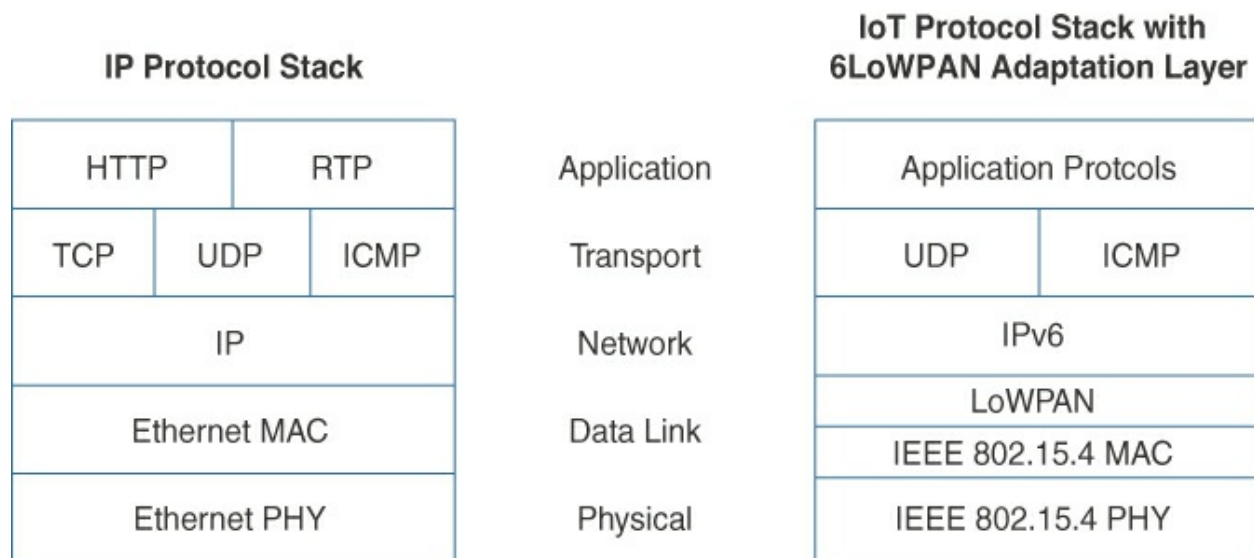 IP Protocol Stack
IoT Protocol Stack with
6LoWPAN Adaptation Layer
HTTP RTP Application Application Protcols
TCP UDP ICMP Transport UDP ICMP
IP Network IPv6
LoWPAN
Ethernet MAC Data Link
IEEE 802.15.4 MAC
Ethernet PHY Physical IEEE 802.15.4 PHY